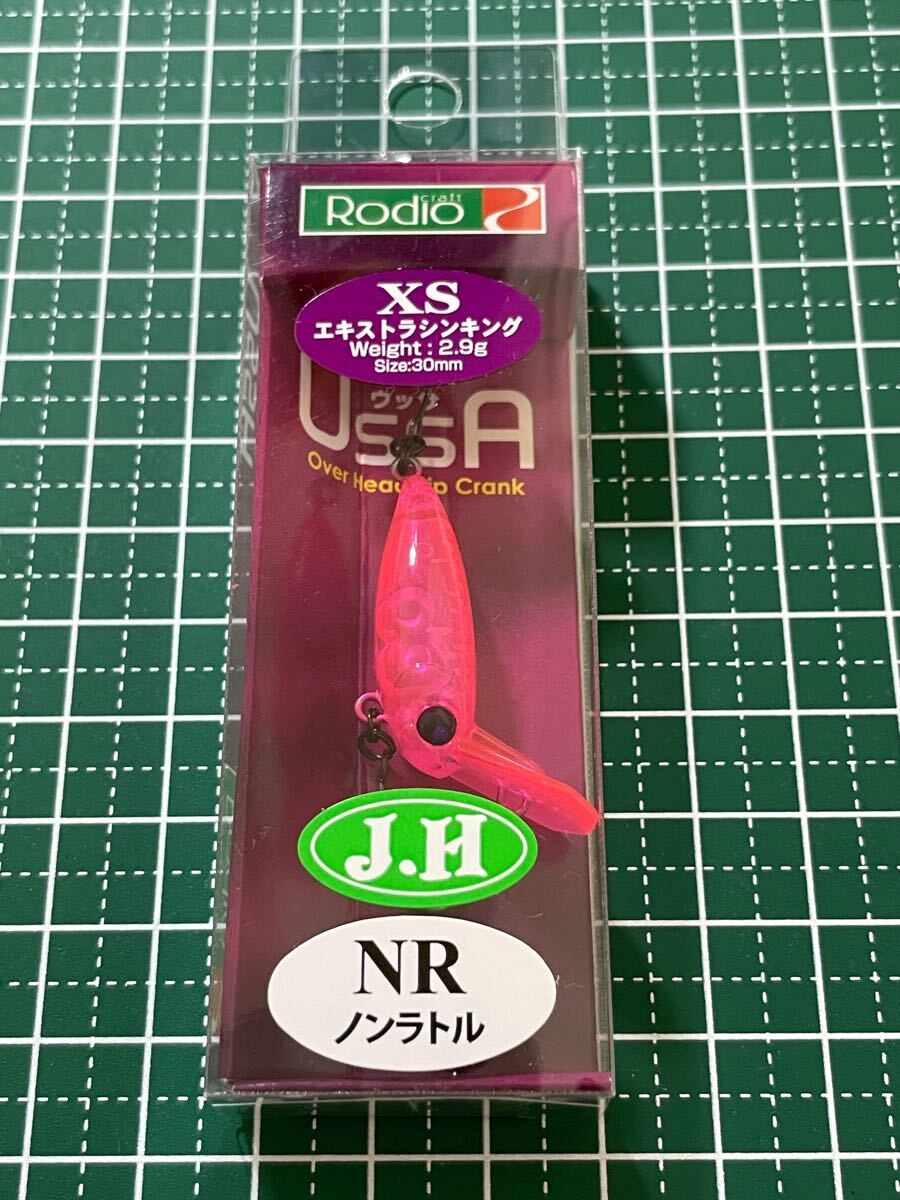 craft
Rodio
XS
エキストラシンキング
Weight : 2.9g
Size:30mm
ヴッサ
USSA
Over Head Lip Crank
J.H
NR
ノンラトル